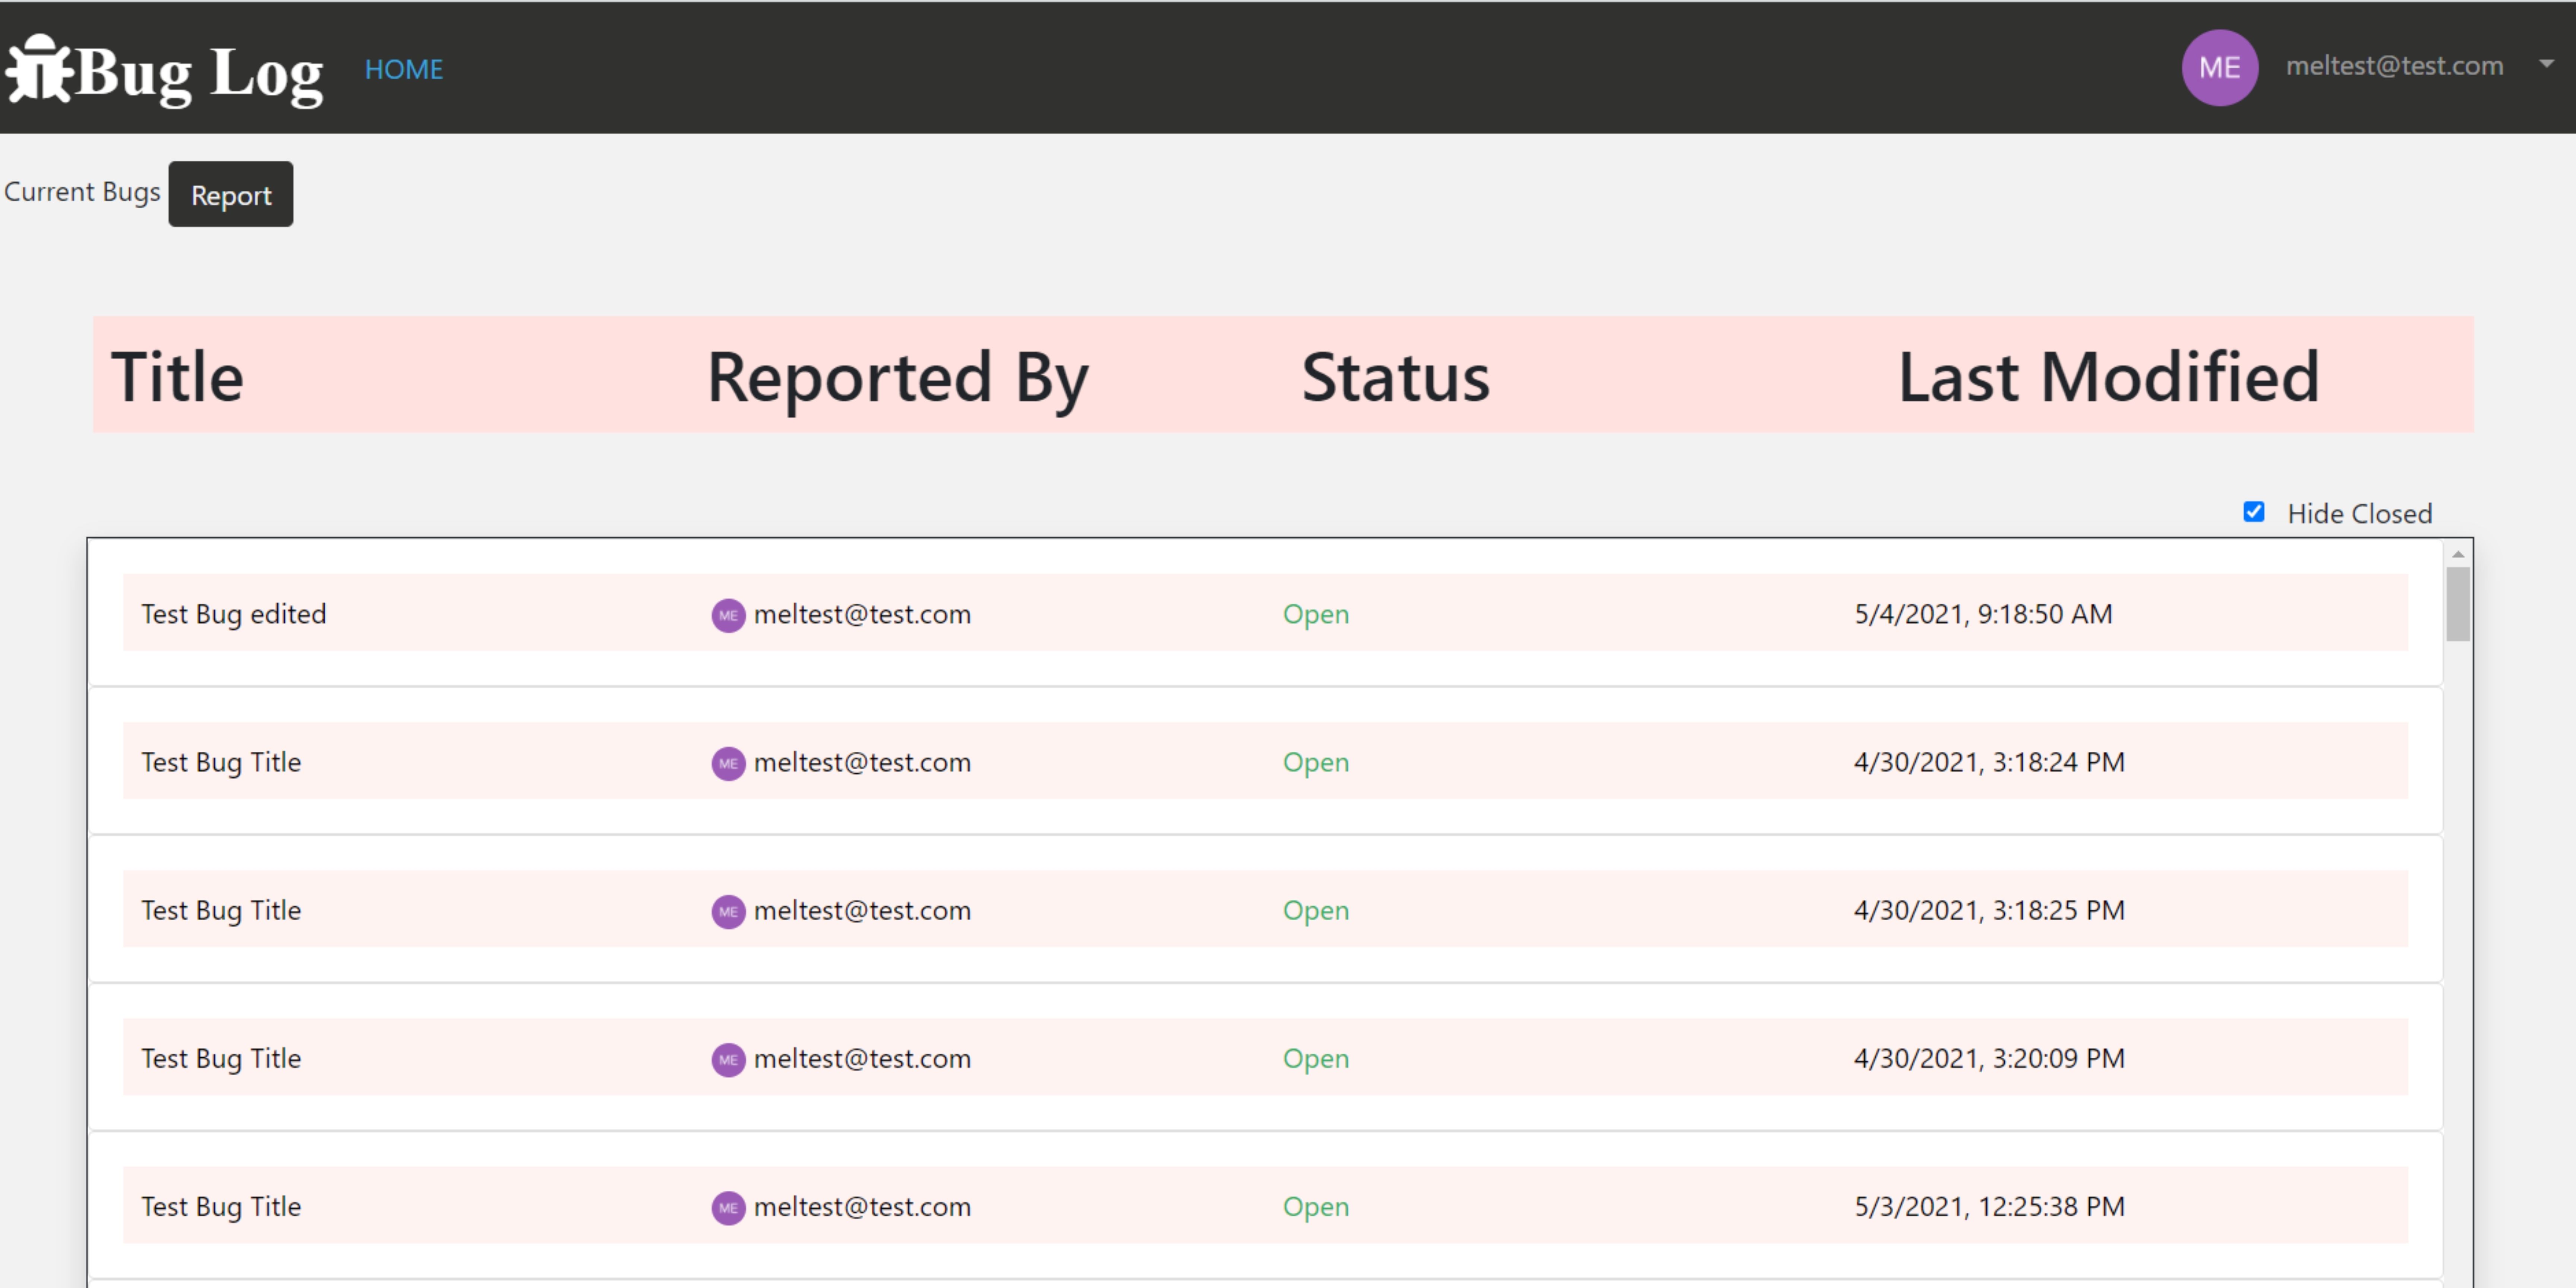 Bug Log HOME ME meltest@test.com
Current Bugs Report
Title Reported By Status Last Modified
Hide Closed
Test Bug edited ME meltest@test.com Open 5/4/2021, 9:18:50 AM
Test Bug Title ME meltest@test.com Open 4/30/2021, 3:18:24 PM
Test Bug Title ME meltest@test.com Open 4/30/2021, 3:18:25 PM
Test Bug Title ME meltest@test.com Open 4/30/2021, 3:20:09 PM
Test Bug Title ME meltest@test.com Open 5/3/2021, 12:25:38 PM